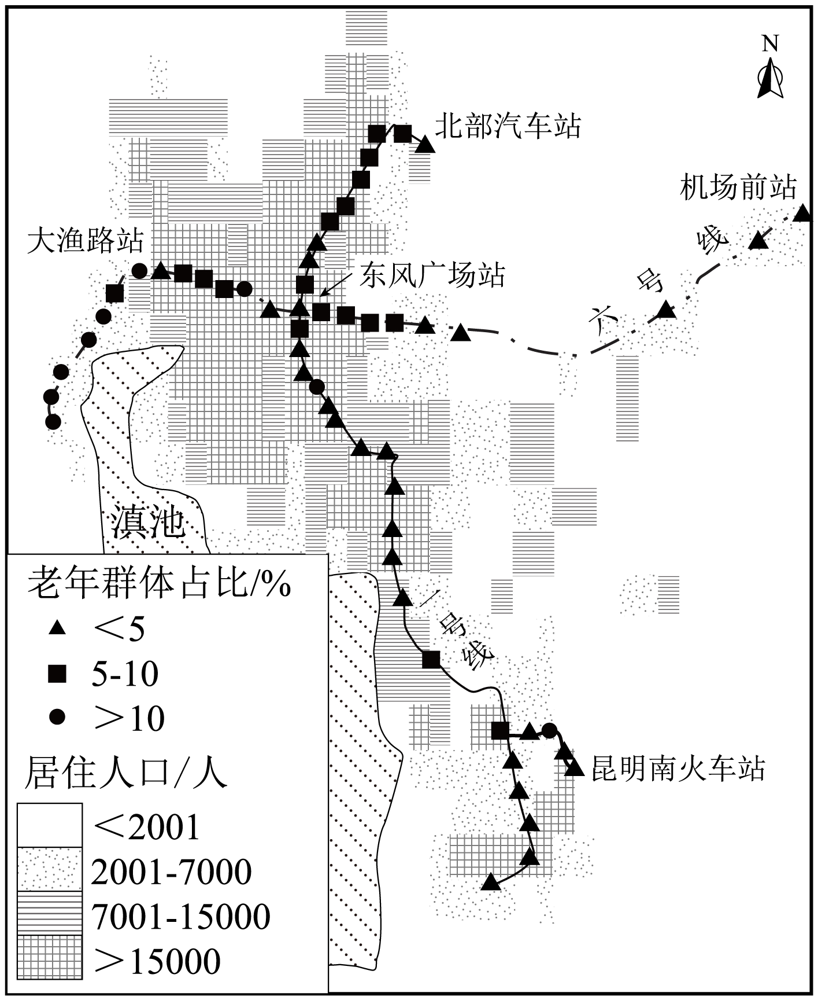 N
北部汽车站
机场前站
大渔路站
六号线
东风广场站
滇池
一号线
昆明南火车站
老年群体占比/%
<5
5-10
>10
居住人口/人
<2001
2001-7000
7001-15000
>15000